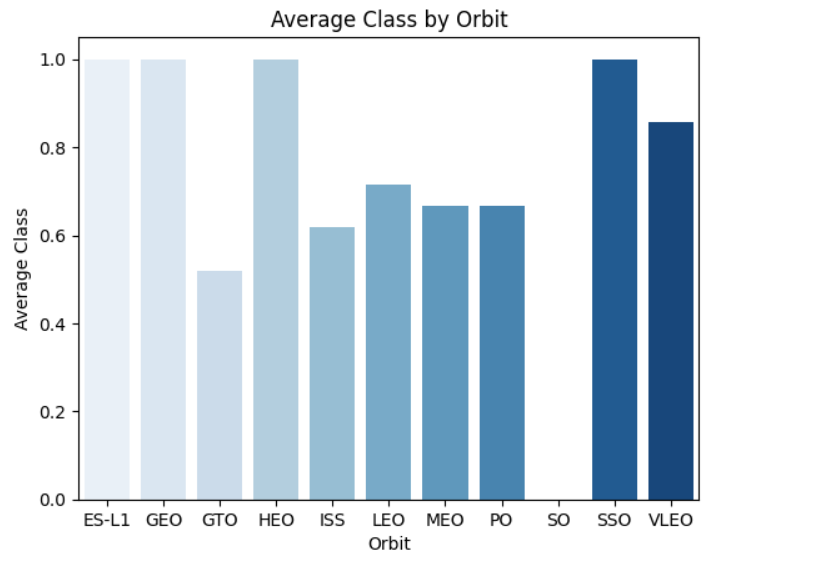 Average Class by Orbit
1.0
0.8
0.6
0.4
0.2
0.0
Average Class
ES-L1 GEO GTO HEO ISS LEO MEO PO SO SSO VLEO
Orbit